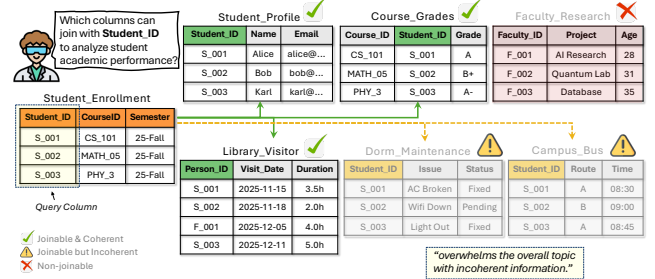 Which columns can
join with Student_ID
to analyze student
academic performance?
Student_Profile
Student_ID Name Email
S_001 Alice alice@...
S_002 Bob bob@...
S_003 Karl karl@...
Course_Grades
Course_ID Student_ID Grade
CS_101 S_001 A
MATH_05 S_002 B+
PHY_3 S_003 A-
Faculty_Research
Faculty_ID Project Age
F_001 AI Research 28
F_002 Quantum Lab 31
F_003 Database 35
Student_Enrollment
Student_ID CourseID Semester
S_001 CS_101 25-Fall
S_002 MATH_05 25-Fall
S_003 PHY_3 25-Fall
Query Column
Library_Visitor
Person_ID Visit_Date Duration
S_001 2025-11-15 3.5h
S_002 2025-11-18 2.0h
F_001 2025-12-05 4.0h
S_003 2025-12-11 5.0h
Dorm_Maintenance
Student_ID Issue Status
S_001 AC Broken Fixed
S_002 Wifi Down Pending
S_003 Light Out Fixed
Campus_Bus
Student_ID Route Time
S_001 A 08:30
S_002 B 09:00
S_003 A 08:45
Joinable & Coherent
Joinable but Incoherent
Non-joinable
"overwhelms the overall topic
with incoherent information."